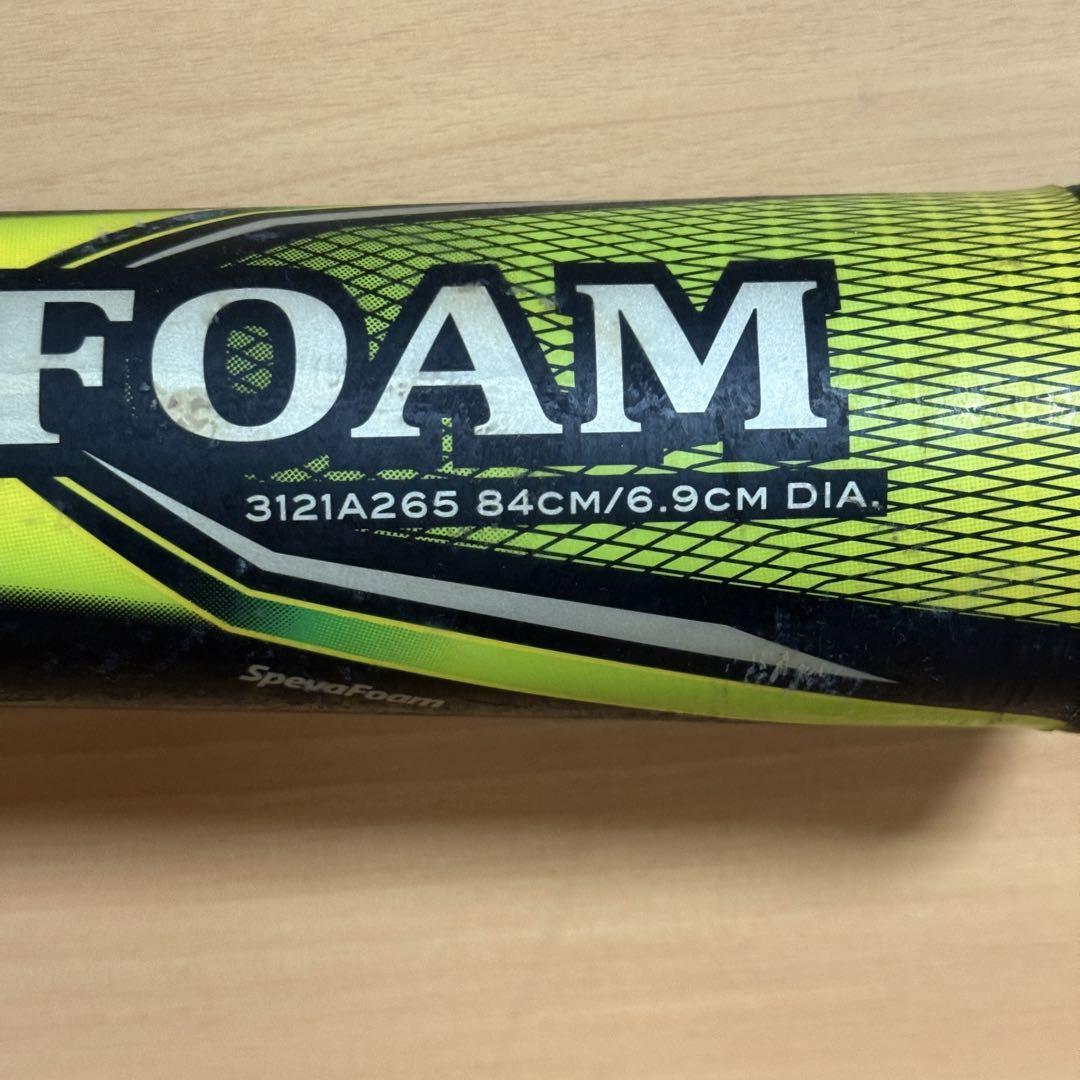 FOAM
3121A265 84CM/6.9CM DIA.
SpevaFoam